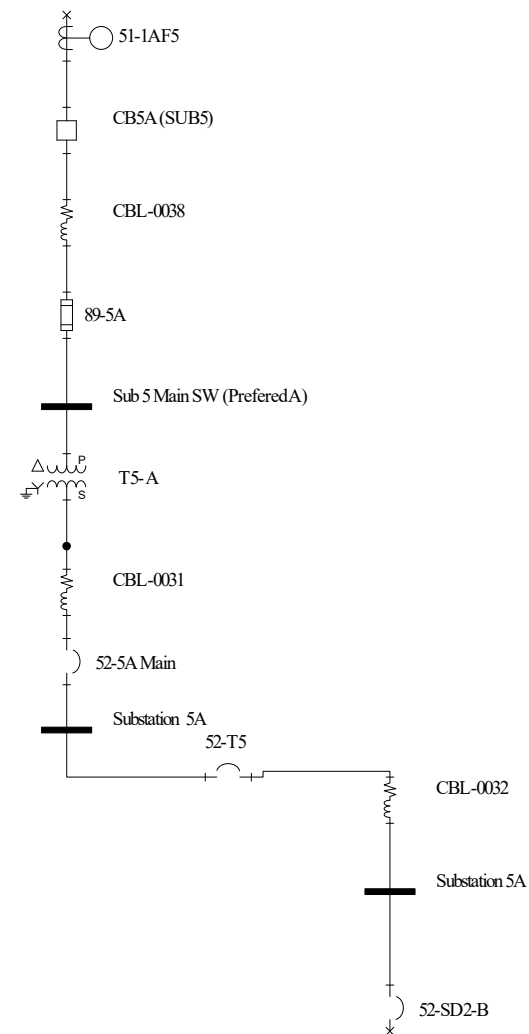 51-1AF5
CB5A (SUB5)
CBL-0038
89-5A
Sub 5 Main SW (Prefered A)
P
T5-A
S
CBL-0031
52-5A Main
Substation 5A
52-T5
CBL-0032
Substation 5A
52-SD2-B